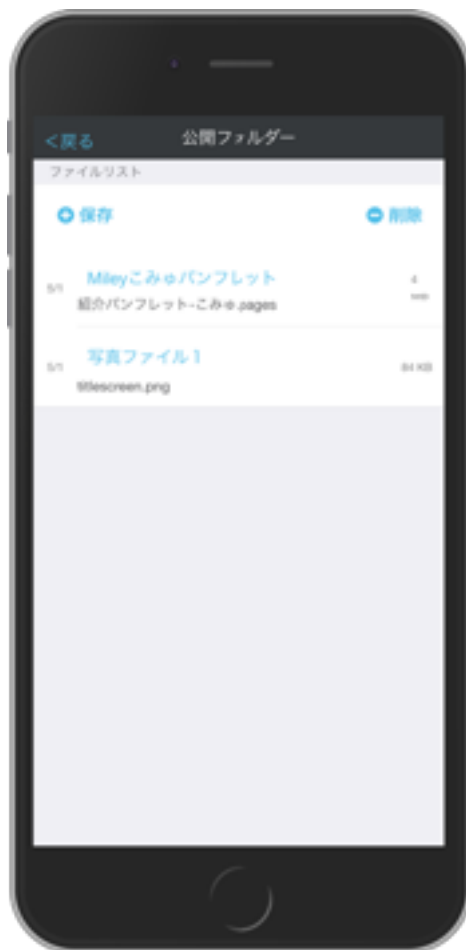 <戻る 公開フォルダー
ファイルリスト
保存 削除
5/1 Mileyこみゅパンフレット 4
紹介パンフレット-こみゅ.pages
5/1 写真ファイル1 84 KB
titlescreen.png